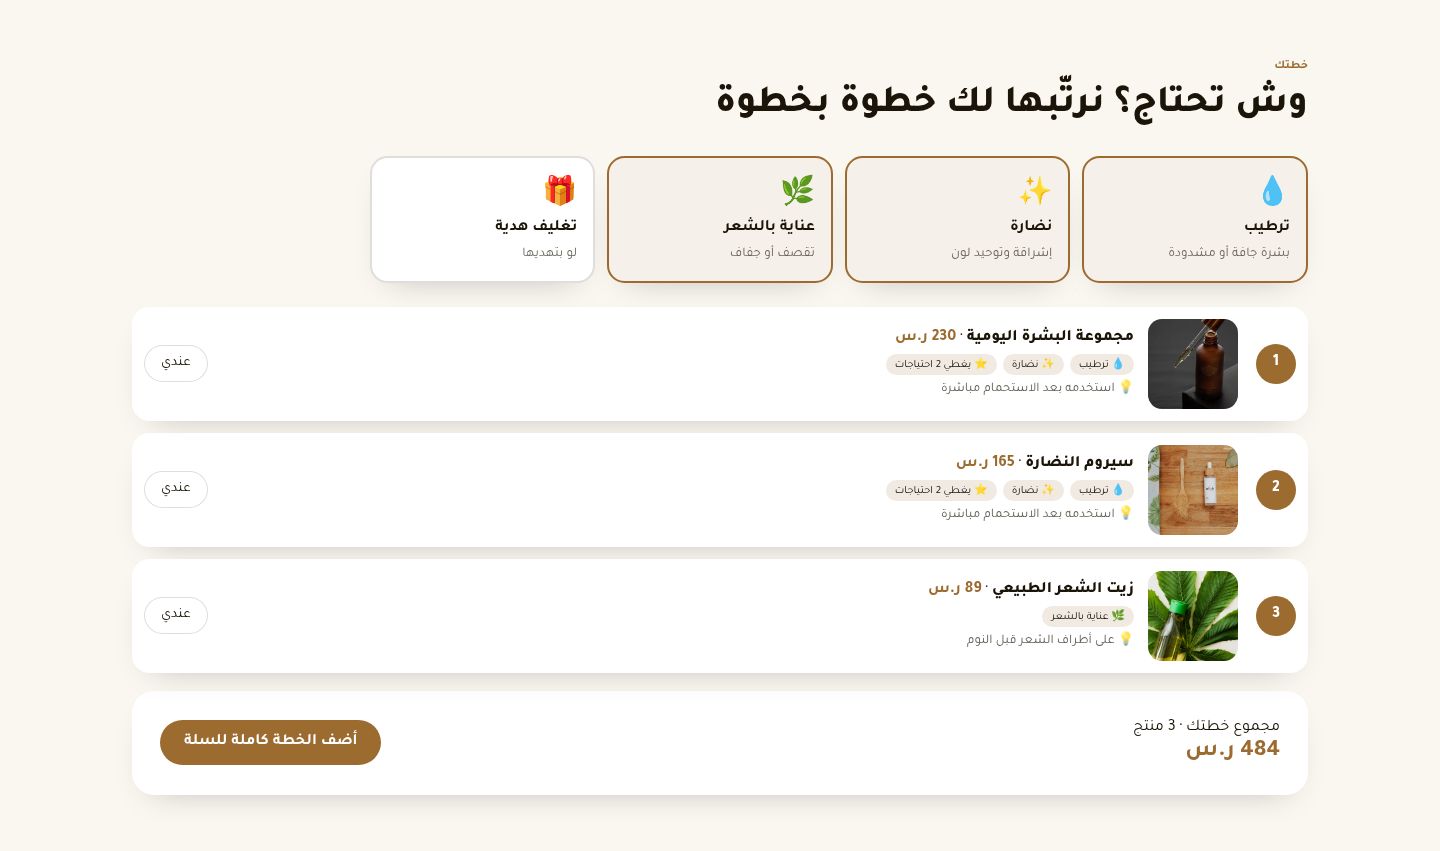 خطتك
وش تحتاج؟ نرتّبها لك خطوة بخطوة
ترطيب
بشرة جافة أو مشدودة
نضارة
إشراقة وتوحيد لون
عناية بالشعر
تقصف أو جفاف
تغليف هدية
لو بتهديها
1
مجموعة البشرة اليومية · 230 ر.س
ترطيب
نضارة
يغطي 2 احتياجات
استخدمه بعد الاستحمام مباشرة
عندي
2
سيروم النضارة · 165 ر.س
ترطيب
نضارة
يغطي 2 احتياجات
استخدمه بعد الاستحمام مباشرة
عندي
3
زيت الشعر الطبيعي · 89 ر.س
عناية بالشعر
على أطراف الشعر قبل النوم
عندي
مجموع خطتك · 3 منتج
484 ر.س
أضف الخطة كاملة للسلة